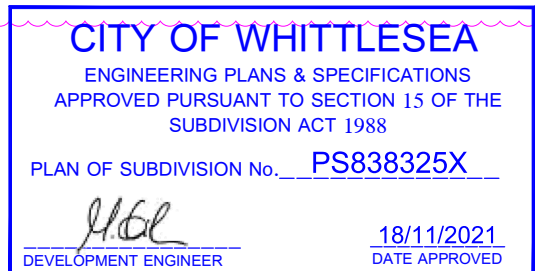 CITY OF WHITTLESEA
ENGINEERING PLANS & SPECIFICATIONS
APPROVED PURSUANT TO SECTION 15 OF THE
SUBDIVISION ACT 1988
PLAN OF SUBDIVISION No. PS838325X
18/11/2021
DEVELOPMENT ENGINEER DATE APPROVED